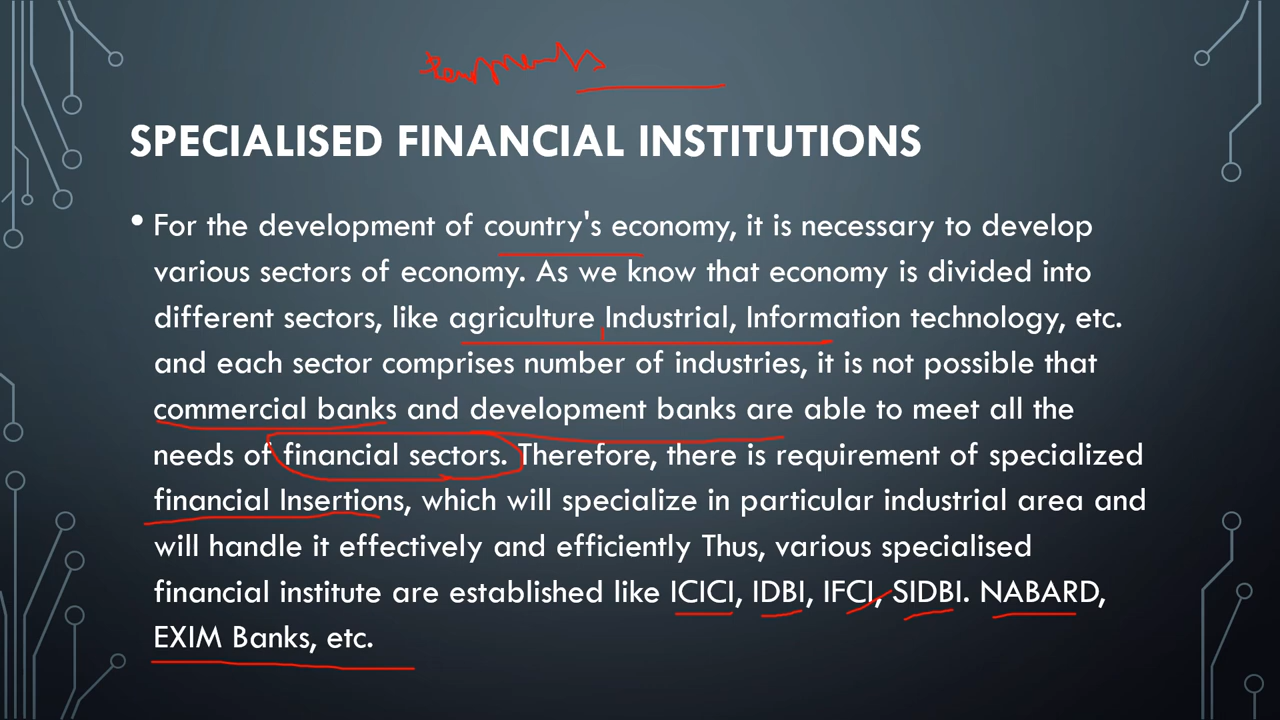 SPECIALISED FINANCIAL INSTITUTIONS
• For the development of country's economy, it is necessary to develop
various sectors of economy. As we know that economy is divided into
different sectors, like agriculture Industrial, Information technology, etc.
and each sector comprises number of industries, it is not possible that
commercial banks and development banks are able to meet all the
needs of financial sectors. Therefore, there is requirement of specialized
financial Insertions, which will specialize in particular industrial area and
will handle it effectively and efficiently Thus, various specialised
financial institute are established like ICICI, IDBI, IFCI, SIDBI. NABARD,
EXIM Banks, etc.